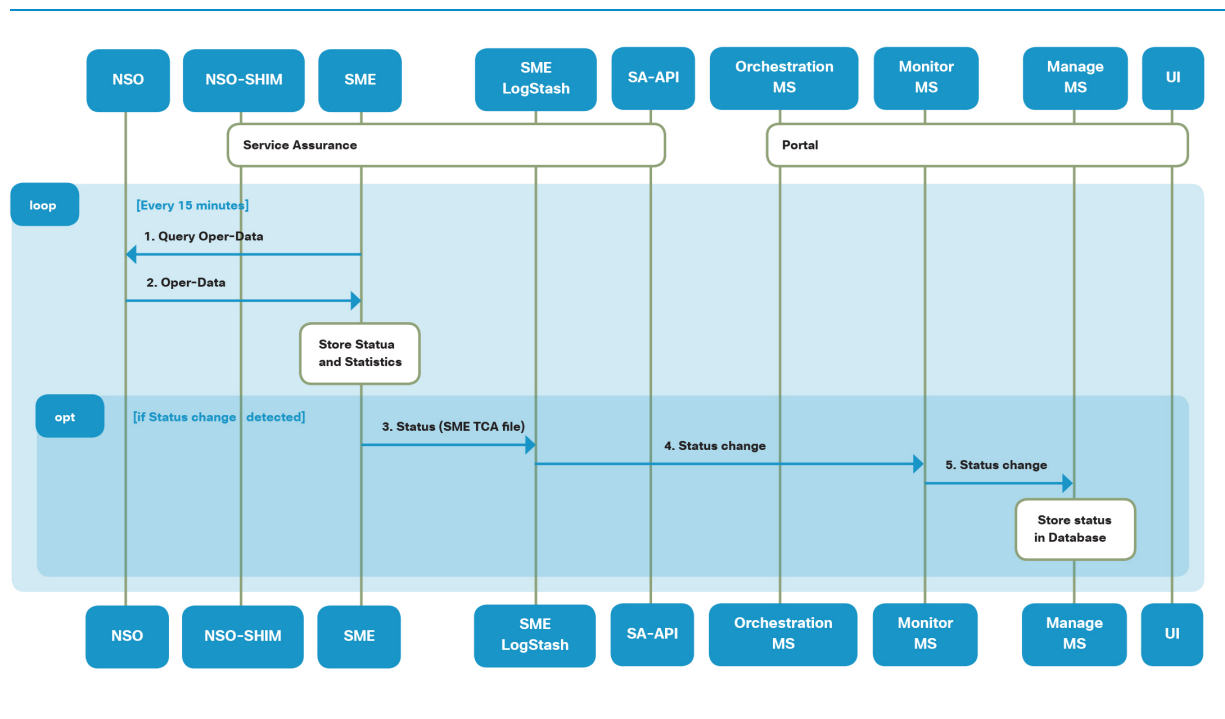 NSO
NSO-SHIM
SME
SME
LogStash
SA-API
Orchestration
MS
Monitor
MS
Manage
MS
UI
Service Assurance
Portal
loop
[Every 15 minutes]
1. Query Oper-Data
2. Oper-Data
Store Statua
and Statistics
opt
[if Status change detected]
3. Status (SME TCA file)
4. Status change
5. Status change
Store status
in Database
NSO
NSO-SHIM
SME
SME
LogStash
SA-API
Orchestration
MS
Monitor
MS
Manage
MS
UI